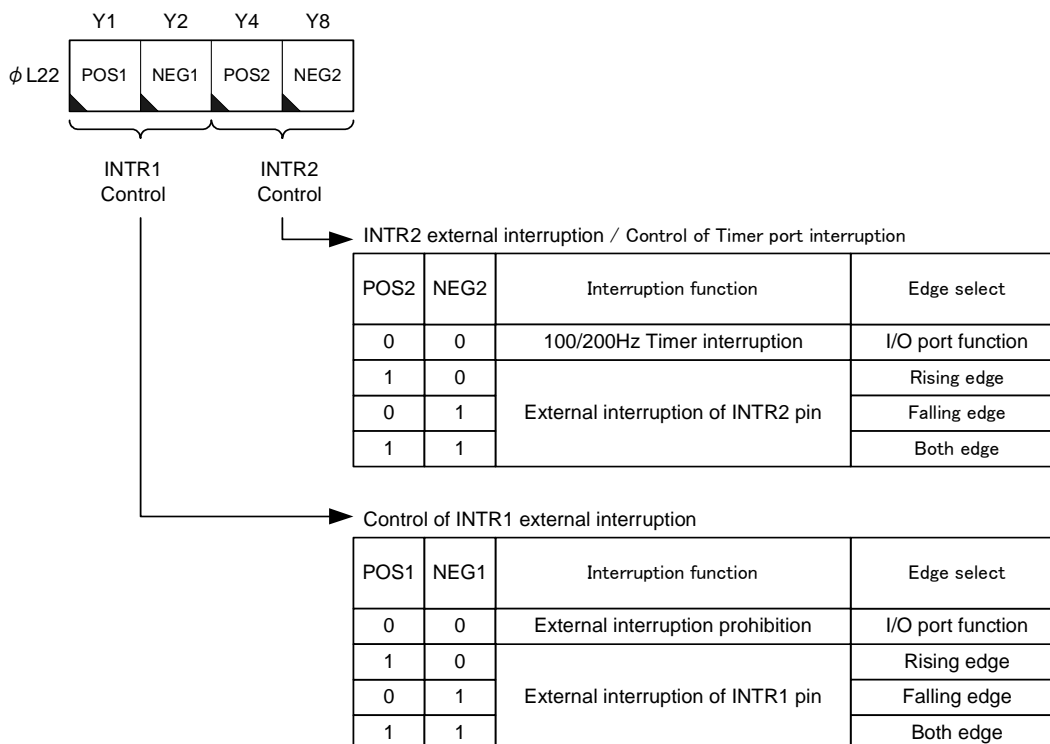 Y1 Y2 Y4 Y8
ϕL22 POS1 NEG1 POS2 NEG2
INTR1 INTR2
Control Control
INTR2 external interruption / Control of Timer port interruption
POS2 NEG2 Interruption function Edge select
0 0 100/200Hz Timer interruption I/O port function
1 0 Rising edge
0 1 External interruption of INTR2 pin Falling edge
1 1 Both edge
Control of INTR1 external interruption
POS1 NEG1 Interruption function Edge select
0 0 External interruption prohibition I/O port function
1 0 Rising edge
0 1 External interruption of INTR1 pin Falling edge
1 1 Both edge